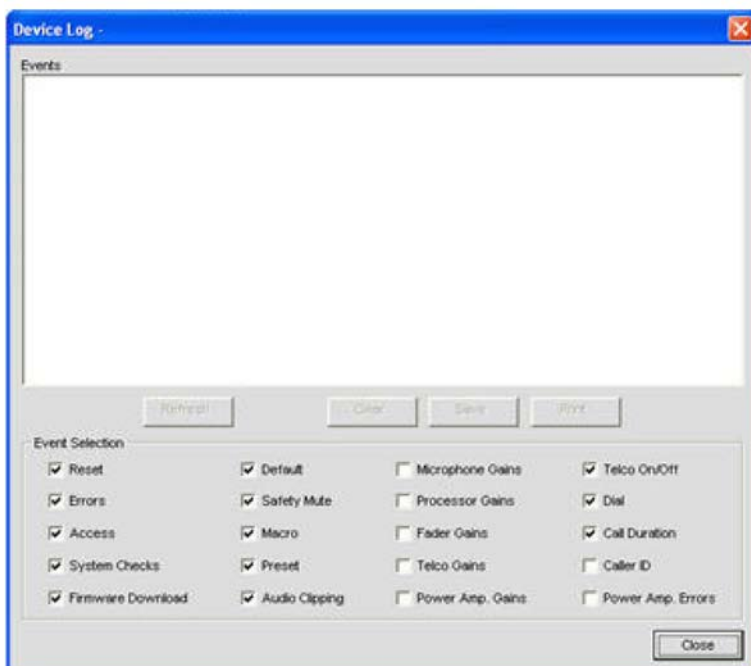 Device Log -
Events
Refresh Clear Save Print
Event Selection
Reset Default Microphone Gains Telco On/Off
Errors Safety Mute Processor Gains Dial
Access Macro Fader Gains Call Duration
System Checks Preset Telco Gains Caller ID
Firmware Download Audio Clipping Power Amp. Gains Power Amp. Errors
Close